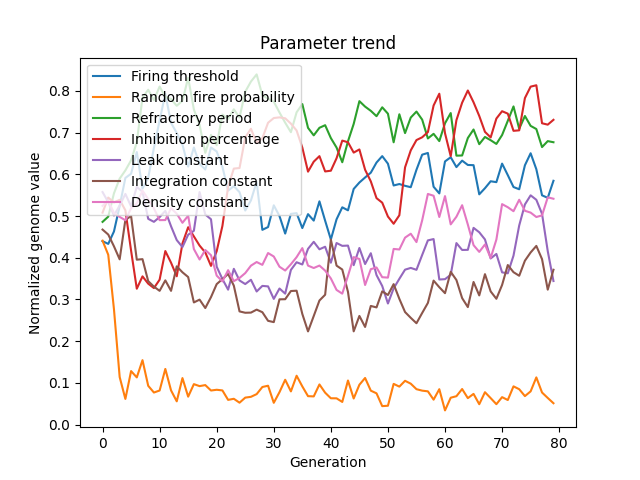 Parameter trend
Firing threshold
Random fire probability
Refractory period
Inhibition percentage
Leak constant
Integration constant
Density constant
Normalized genome value
0.8
0.7
0.6
0.5
0.4
0.3
0.2
0.1
0.0
0 10 20 30 40 50 60 70 80
Generation